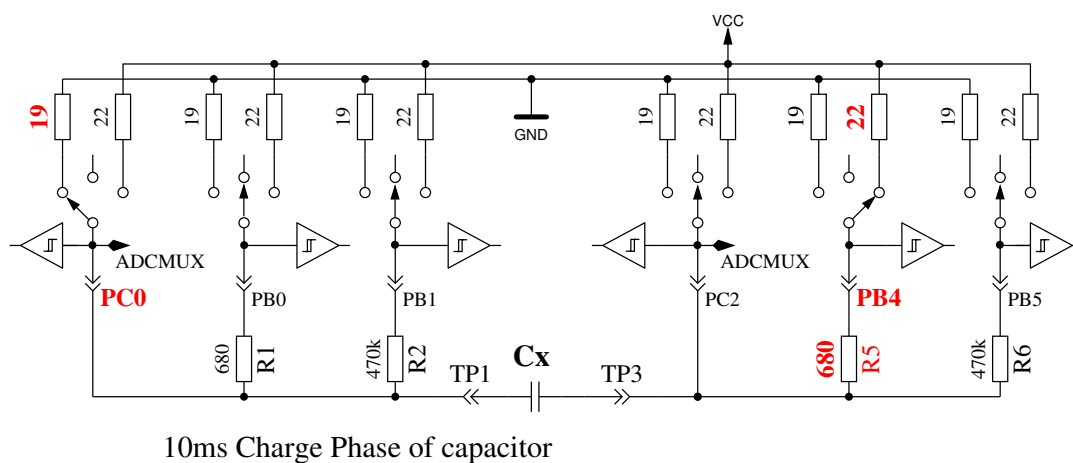 VCC
19 22 19 22 19 22 19 22 19 22 19 22
GND
ADCMUX ADCMUX
PC0 PB0 PB1 PC2 PB4 PB5
680 R1 470k R2 680 R5 470k R6
TP1 Cx TP3
10ms Charge Phase of capacitor